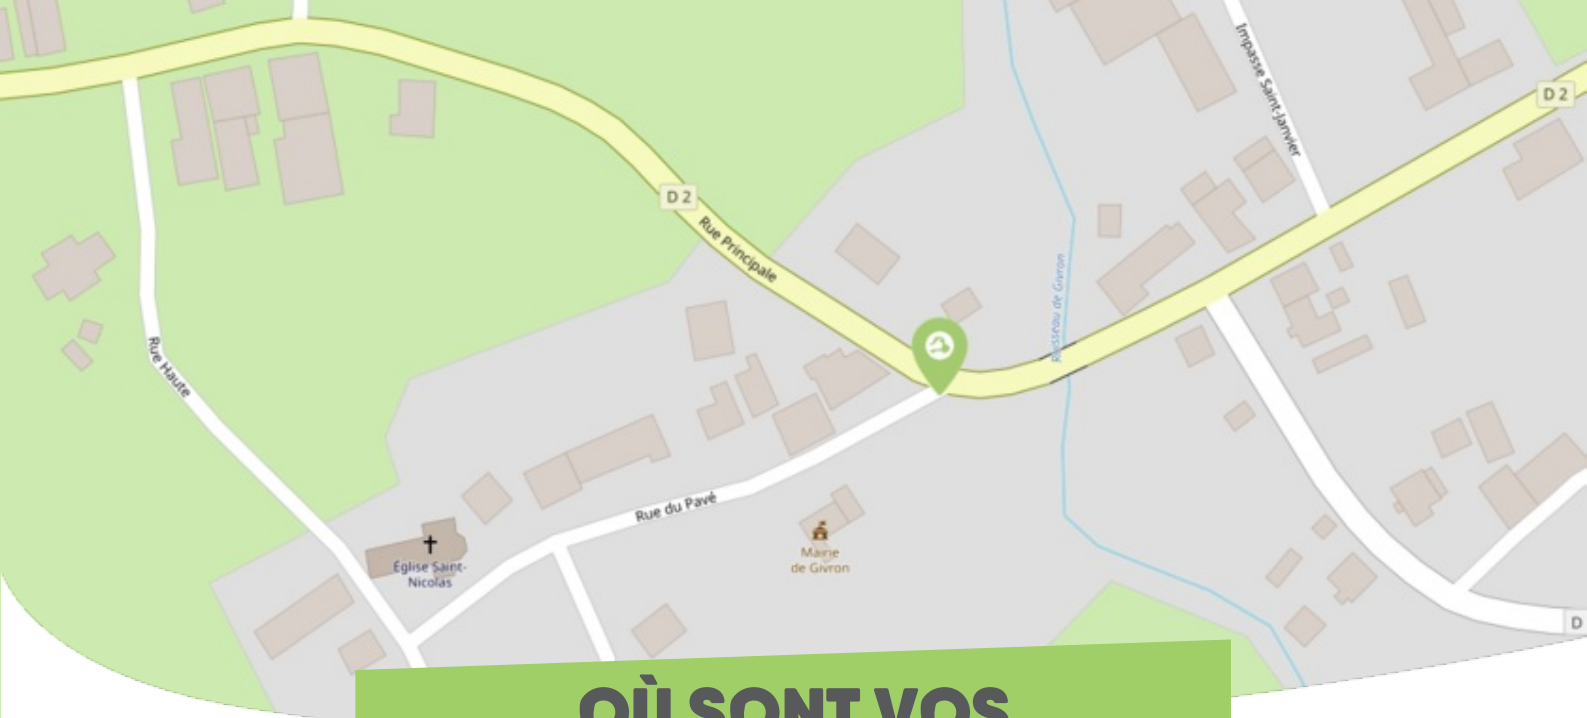 Impasse Saint-Janvier
D 2
D 2
Rue Principale
Ruisseau de Givron
Rue Haute
Rue du Pavé
Mairie
de Givron
Église Saint-
Nicolas
D
OÙ SONT VOS